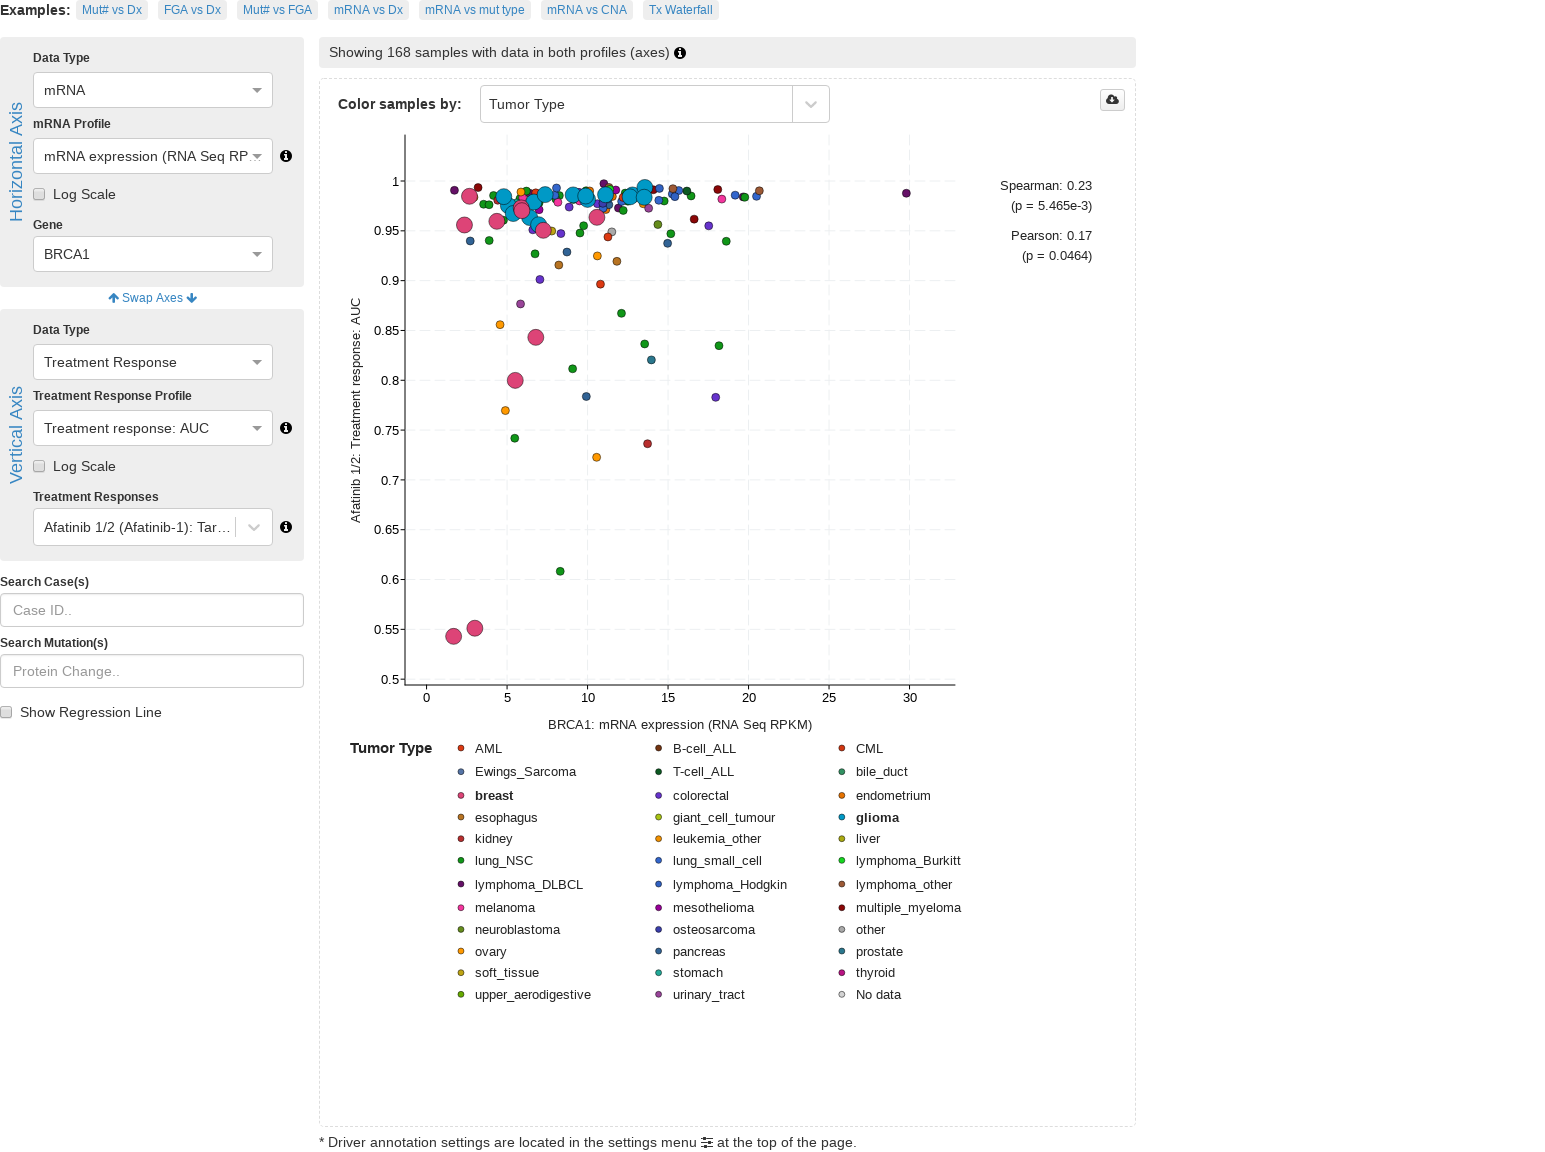 Examples: Mut# vs Dx FGA vs Dx Mut# vs FGA mRNA vs Dx mRNA vs mut type mRNA vs CNA Tx Waterfall
Horizontal Axis
Data Type
mRNA
mRNA Profile
mRNA expression (RNA Seq RP...
Log Scale
Gene
BRCA1
Swap Axes
Vertical Axis
Data Type
Treatment Response
Treatment Response Profile
Treatment response: AUC
Log Scale
Treatment Responses
Afatinib 1/2 (Afatinib-1): Tar...
Search Case(s)
Case ID..
Search Mutation(s)
Protein Change..
Show Regression Line
Showing 168 samples with data in both profiles (axes)
Color samples by: Tumor Type
Spearman: 0.23
(p = 5.465e-3)
Pearson: 0.17
(p = 0.0464)
Afatinib 1/2: Treatment response: AUC
1
0.95
0.9
0.85
0.8
0.75
0.7
0.65
0.6
0.55
0.5
0 5 10 15 20 25 30
BRCA1: mRNA expression (RNA Seq RPKM)
Tumor Type
AML B-cell_ALL CML
Ewings_Sarcoma T-cell_ALL bile_duct
breast colorectal endometrium
esophagus giant_cell_tumour glioma
kidney leukemia_other liver
lung_NSC lung_small_cell lymphoma_Burkitt
lymphoma_DLBCL lymphoma_Hodgkin lymphoma_other
melanoma mesothelioma multiple_myeloma
neuroblastoma osteosarcoma other
ovary pancreas prostate
soft_tissue stomach thyroid
upper_aerodigestive urinary_tract No data
* Driver annotation settings are located in the settings menu at the top of the page.